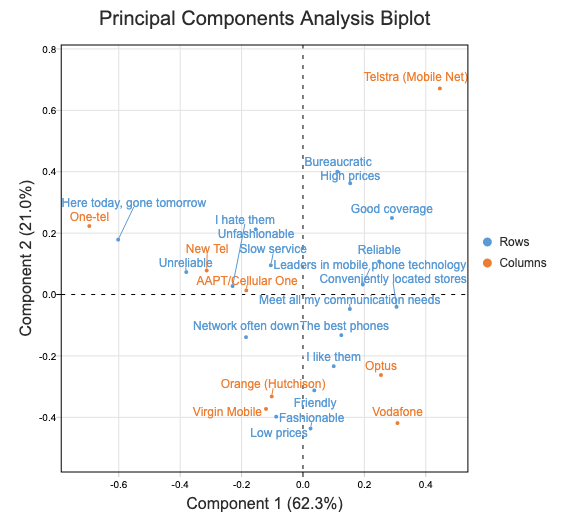 Principal Components Analysis Biplot
0.8
Telstra (Mobile Net)
0.6
Bureaucratic
0.4
High prices
Here today, gone tomorrow
Good coverage
One-tel
I hate them
0.2
Unfashionable
New Tel
Slow service
Reliable
Unreliable
Leaders in mobile phone technology
AAPT/Cellular One
Conveniently located stores
0.0
Meet all my communication needs
Network often down
The best phones
-0.2
I like them
Optus
Orange (Hutchison)
Friendly
Virgin Mobile
Vodafone
-0.4
Fashionable
Low prices
-0.6 -0.4 -0.2 0.0 0.2 0.4
Component 1 (62.3%)
Component 2 (21.0%)
Rows
Columns